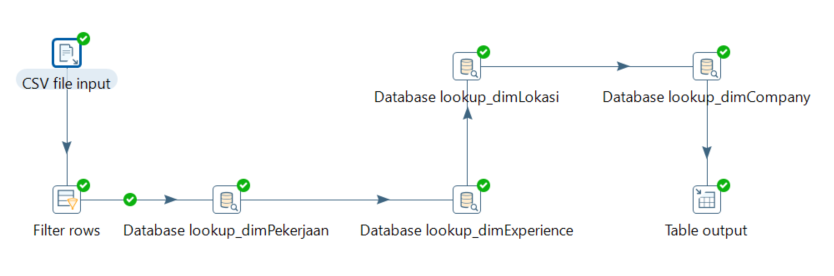 CSV file input
Database lookup_dimLokasi
Database lookup_dimCompany
Filter rows
Database lookup_dimPekerjaan
Database lookup_dimExperience
Table output